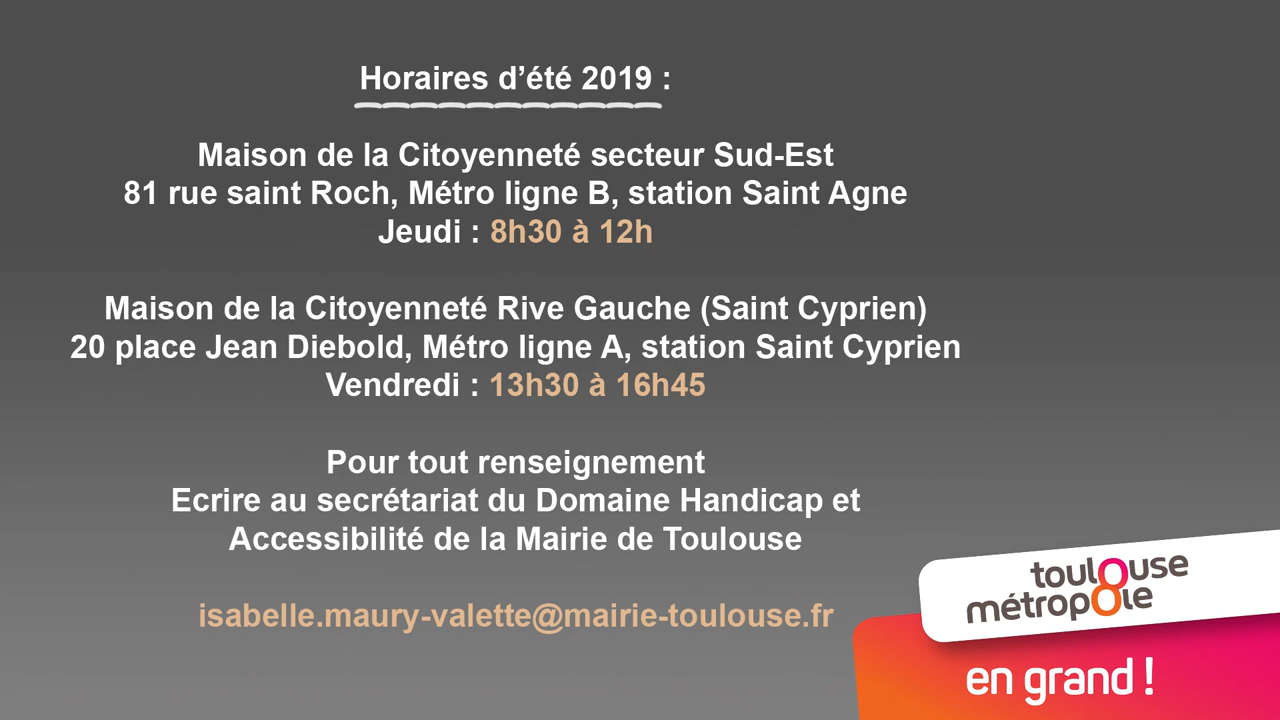 Horaires d’été 2019 :
Maison de la Citoyenneté secteur Sud-Est
81 rue saint Roch, Métro ligne B, station Saint Agne
Jeudi : 8h30 à 12h
Maison de la Citoyenneté Rive Gauche (Saint Cyprien)
20 place Jean Diebold, Métro ligne A, station Saint Cyprien
Vendredi : 13h30 à 16h45
Pour tout renseignement
Ecrire au secrétariat du Domaine Handicap et
Accessibilité de la Mairie de Toulouse
isabelle.maury-valette@mairie-toulouse.fr
toulouse
métropole
en grand !